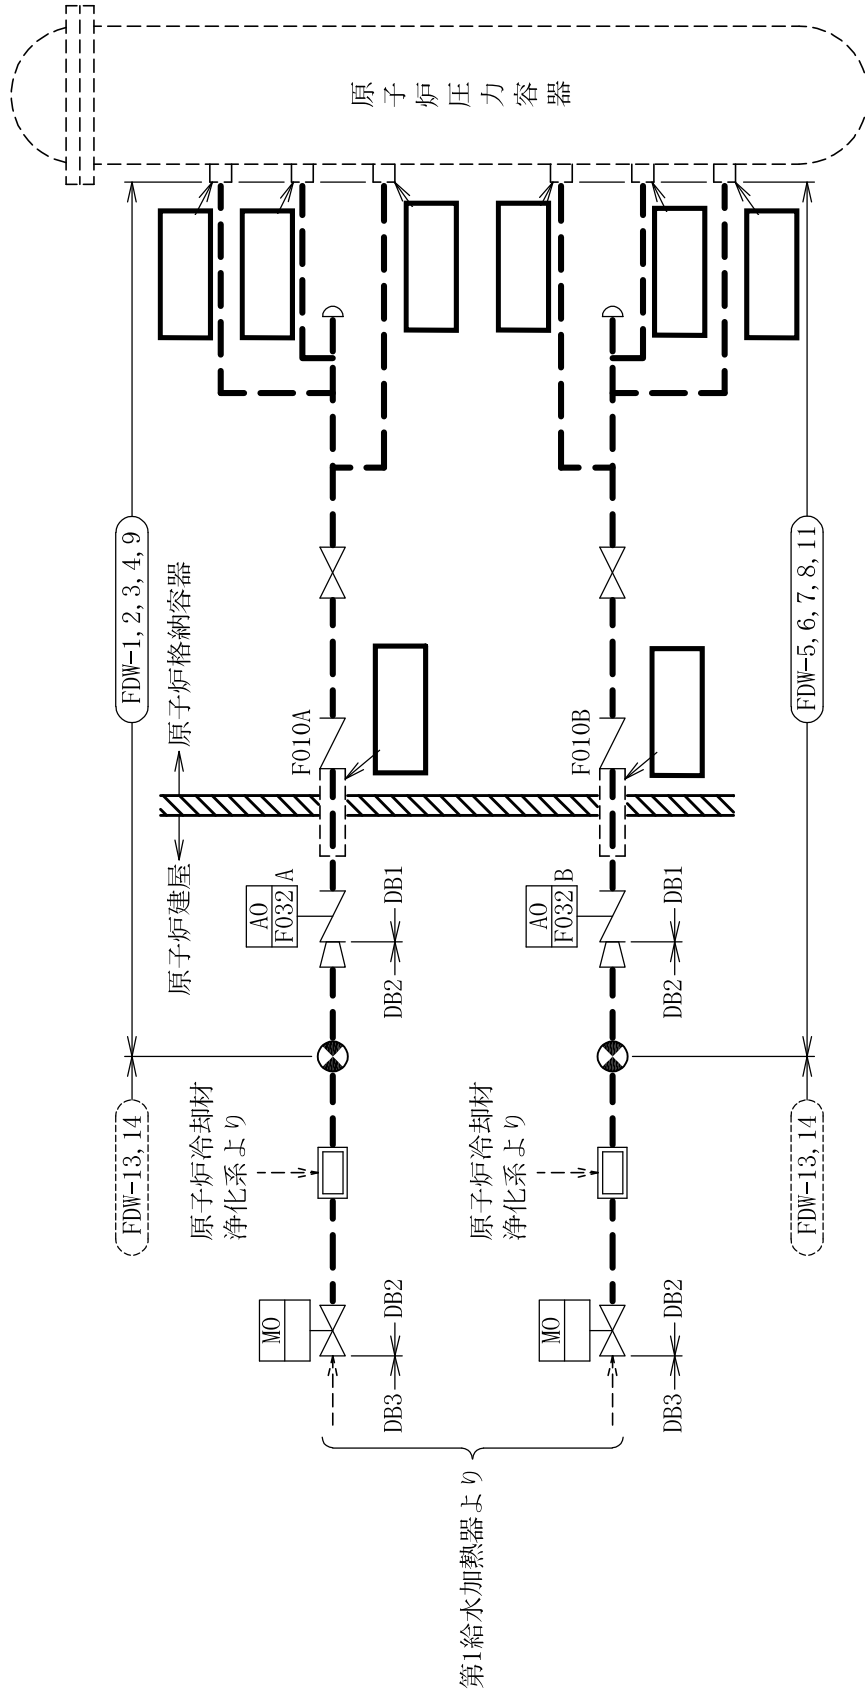 原子炉圧力容器
FDW-1,2,3,4,9
原子炉格納容器
原子炉建屋
F010A
AO
F032 A
DB1
DB2
FDW-13,14
原子炉冷却材
浄化系より
MO
DB2
DB3
第1給水加熱器より
F010B
AO
F032 B
DB1
DB2
原子炉冷却材
浄化系より
MO
DB2
DB3
FDW-5,6,7,8,11
FDW-13,14